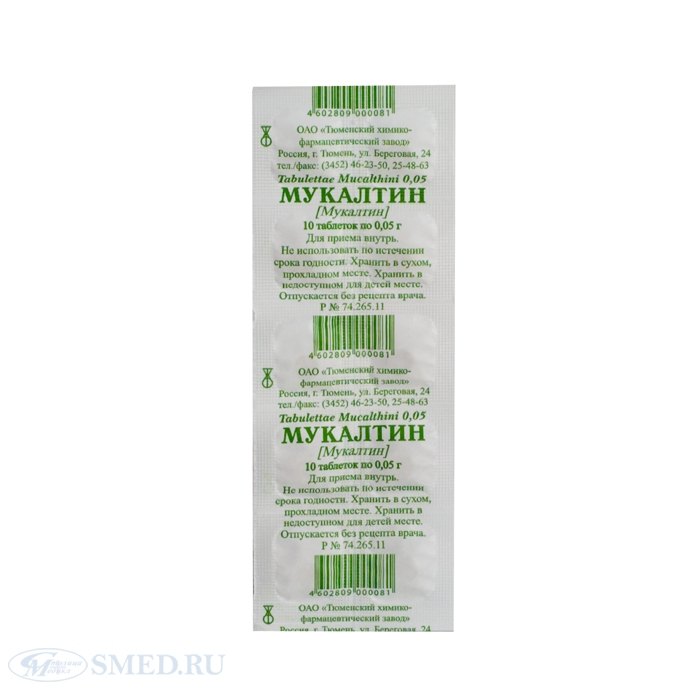 4 602809 000081
ОАО «Тюменский химико-
фармацевтический завод»
Россия, г. Тюмень, ул. Береговая, 24
тел./факс: (3452) 46-23-50, 25-48-63
Tabulettae Mucalthini 0,05
МУКАЛТИН
[Мукалтин]
10 таблеток по 0,05 г
Для приема внутрь.
Не использовать по истечении
срока годности. Хранить в сухом,
прохладном месте. Хранить в
недоступном для детей месте.
Отпускается без рецепта врача.
Р № 74.265.11
4 602809 000081
ОАО «Тюменский химико-
фармацевтический завод»
Россия, г. Тюмень, ул. Береговая, 24
тел./факс: (3452) 46-23-50, 25-48-63
Tabulettae Mucalthini 0,05
МУКАЛТИН
[Мукалтин]
10 таблеток по 0,05 г
Для приема внутрь.
Не использовать по истечении
срока годности. Хранить в сухом,
прохладном месте. Хранить в
недоступном для детей месте.
Отпускается без рецепта врача.
Р № 74.265.11
4 602809 000081
ОАО «Тюменский химико-
фармацевтический завод»
Россия, г. Тюмень, ул. Береговая, 24
SMED.RU